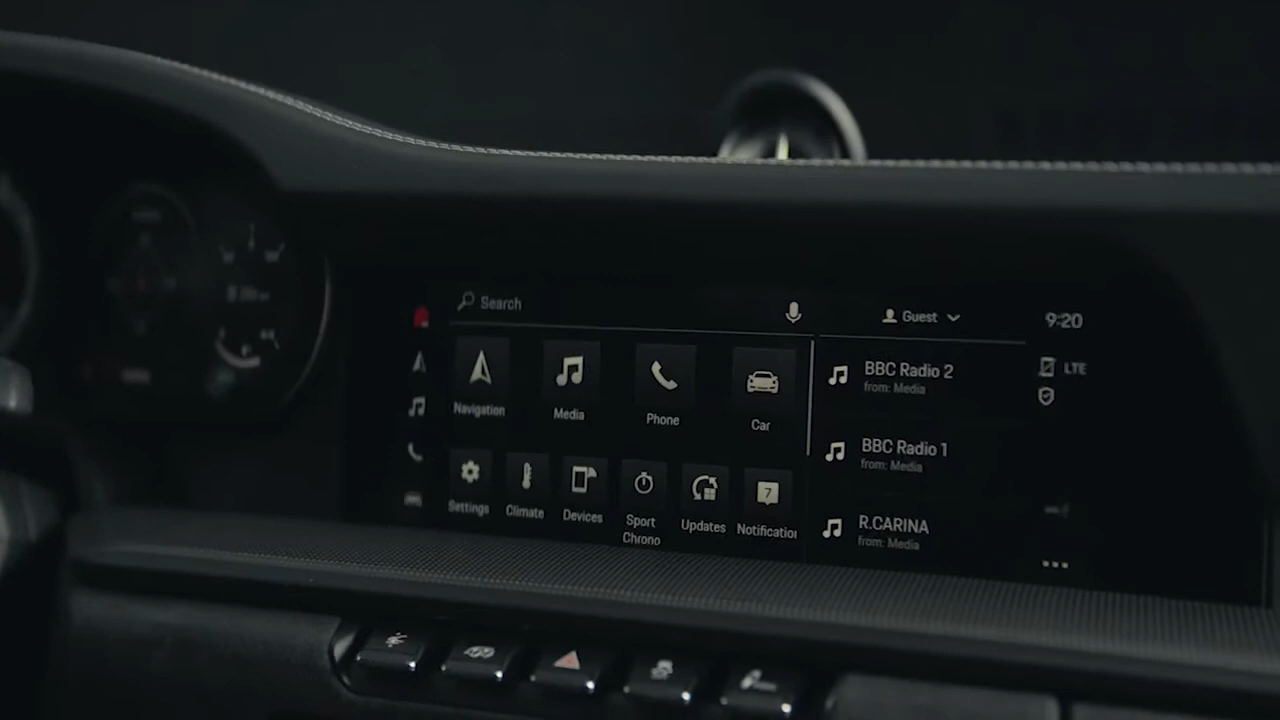 Search
Guest
9:20
Navigation
Media
Phone
Car
BBC Radio 2
from: Media
LTE
BBC Radio 1
from: Media
Settings
Climate
Devices
Sport
Chrono
Updates
7
Notification
R.CARINA
from: Media